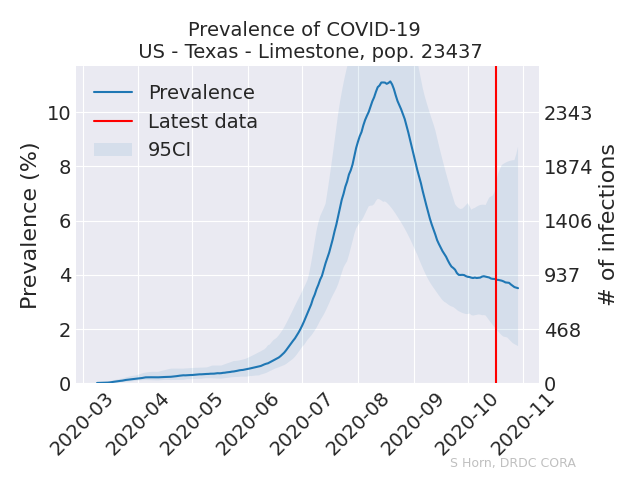 Prevalence of COVID-19
US - Texas - Limestone, pop. 23437
Prevalence
Latest data
95CI
Prevalence (%)
10
8
6
4
2
0
2343
1874
1406
937
468
0
# of infections
2020-03
2020-04
2020-05
2020-06
2020-07
2020-08
2020-09
2020-10
2020-11
S Horn, DRDC CORA